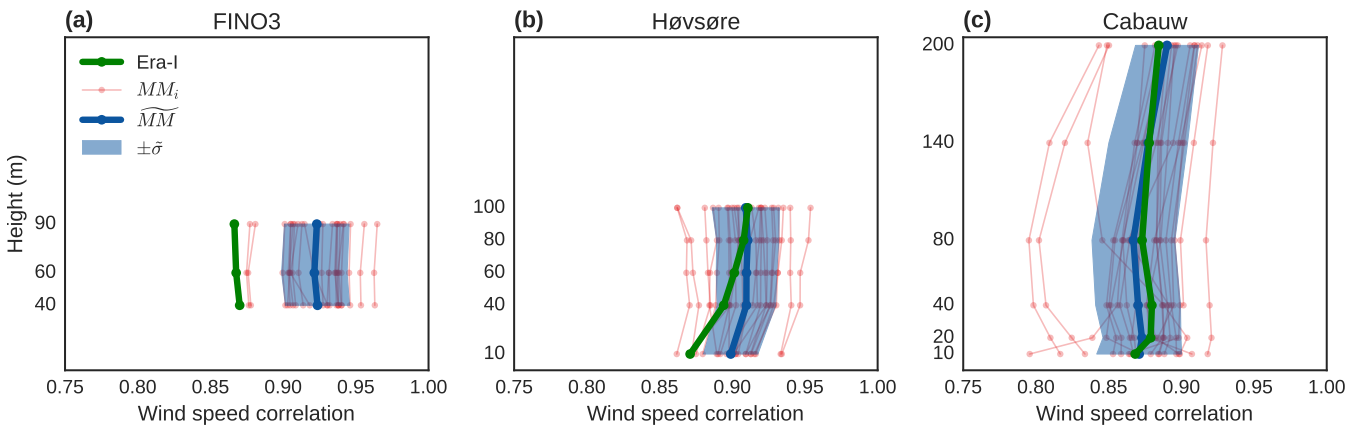 (a) FINO3
Era-I
MM_i
\widetilde{MM}
±σ̃
Height (m)
90
60
40
0.75 0.80 0.85 0.90 0.95 1.00
Wind speed correlation
(b) Høvsøre
100
80
60
40
10
0.75 0.80 0.85 0.90 0.95 1.00
Wind speed correlation
(c) Cabauw
200
140
80
40
20
10
0.75 0.80 0.85 0.90 0.95 1.00
Wind speed correlation